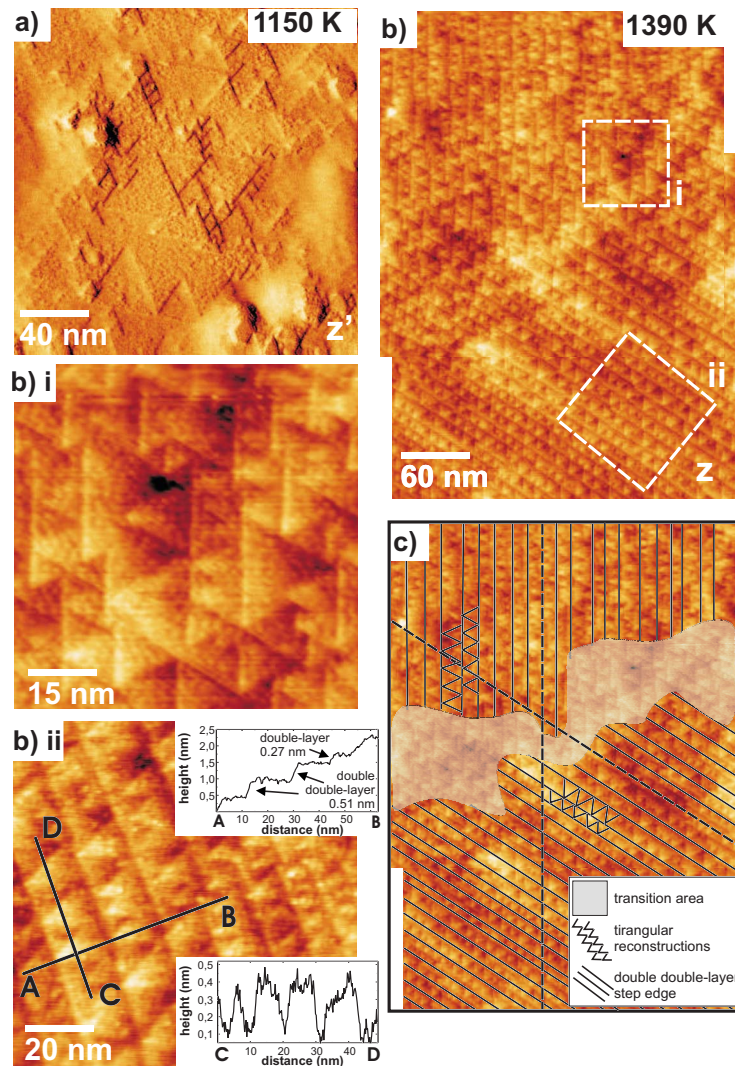 a)
1150 K
40 nm
z’
b)
1390 K
i
ii
60 nm
z
b) i
15 nm
b) ii
D
B
A
C
20 nm
height (nm)
2,5
2,0
1,5
1,0
0,5
double-layer
0.27 nm
double
double-layer
0.51 nm
0 10 20 30 40 50
A
distance (nm)
B
height (nm)
0,5
0,4
0,3
0,2
0,1
0 10 20 30 40
C
distance (nm)
D
c)
transition area
tirangular
reconstructions
double double-layer
step edge